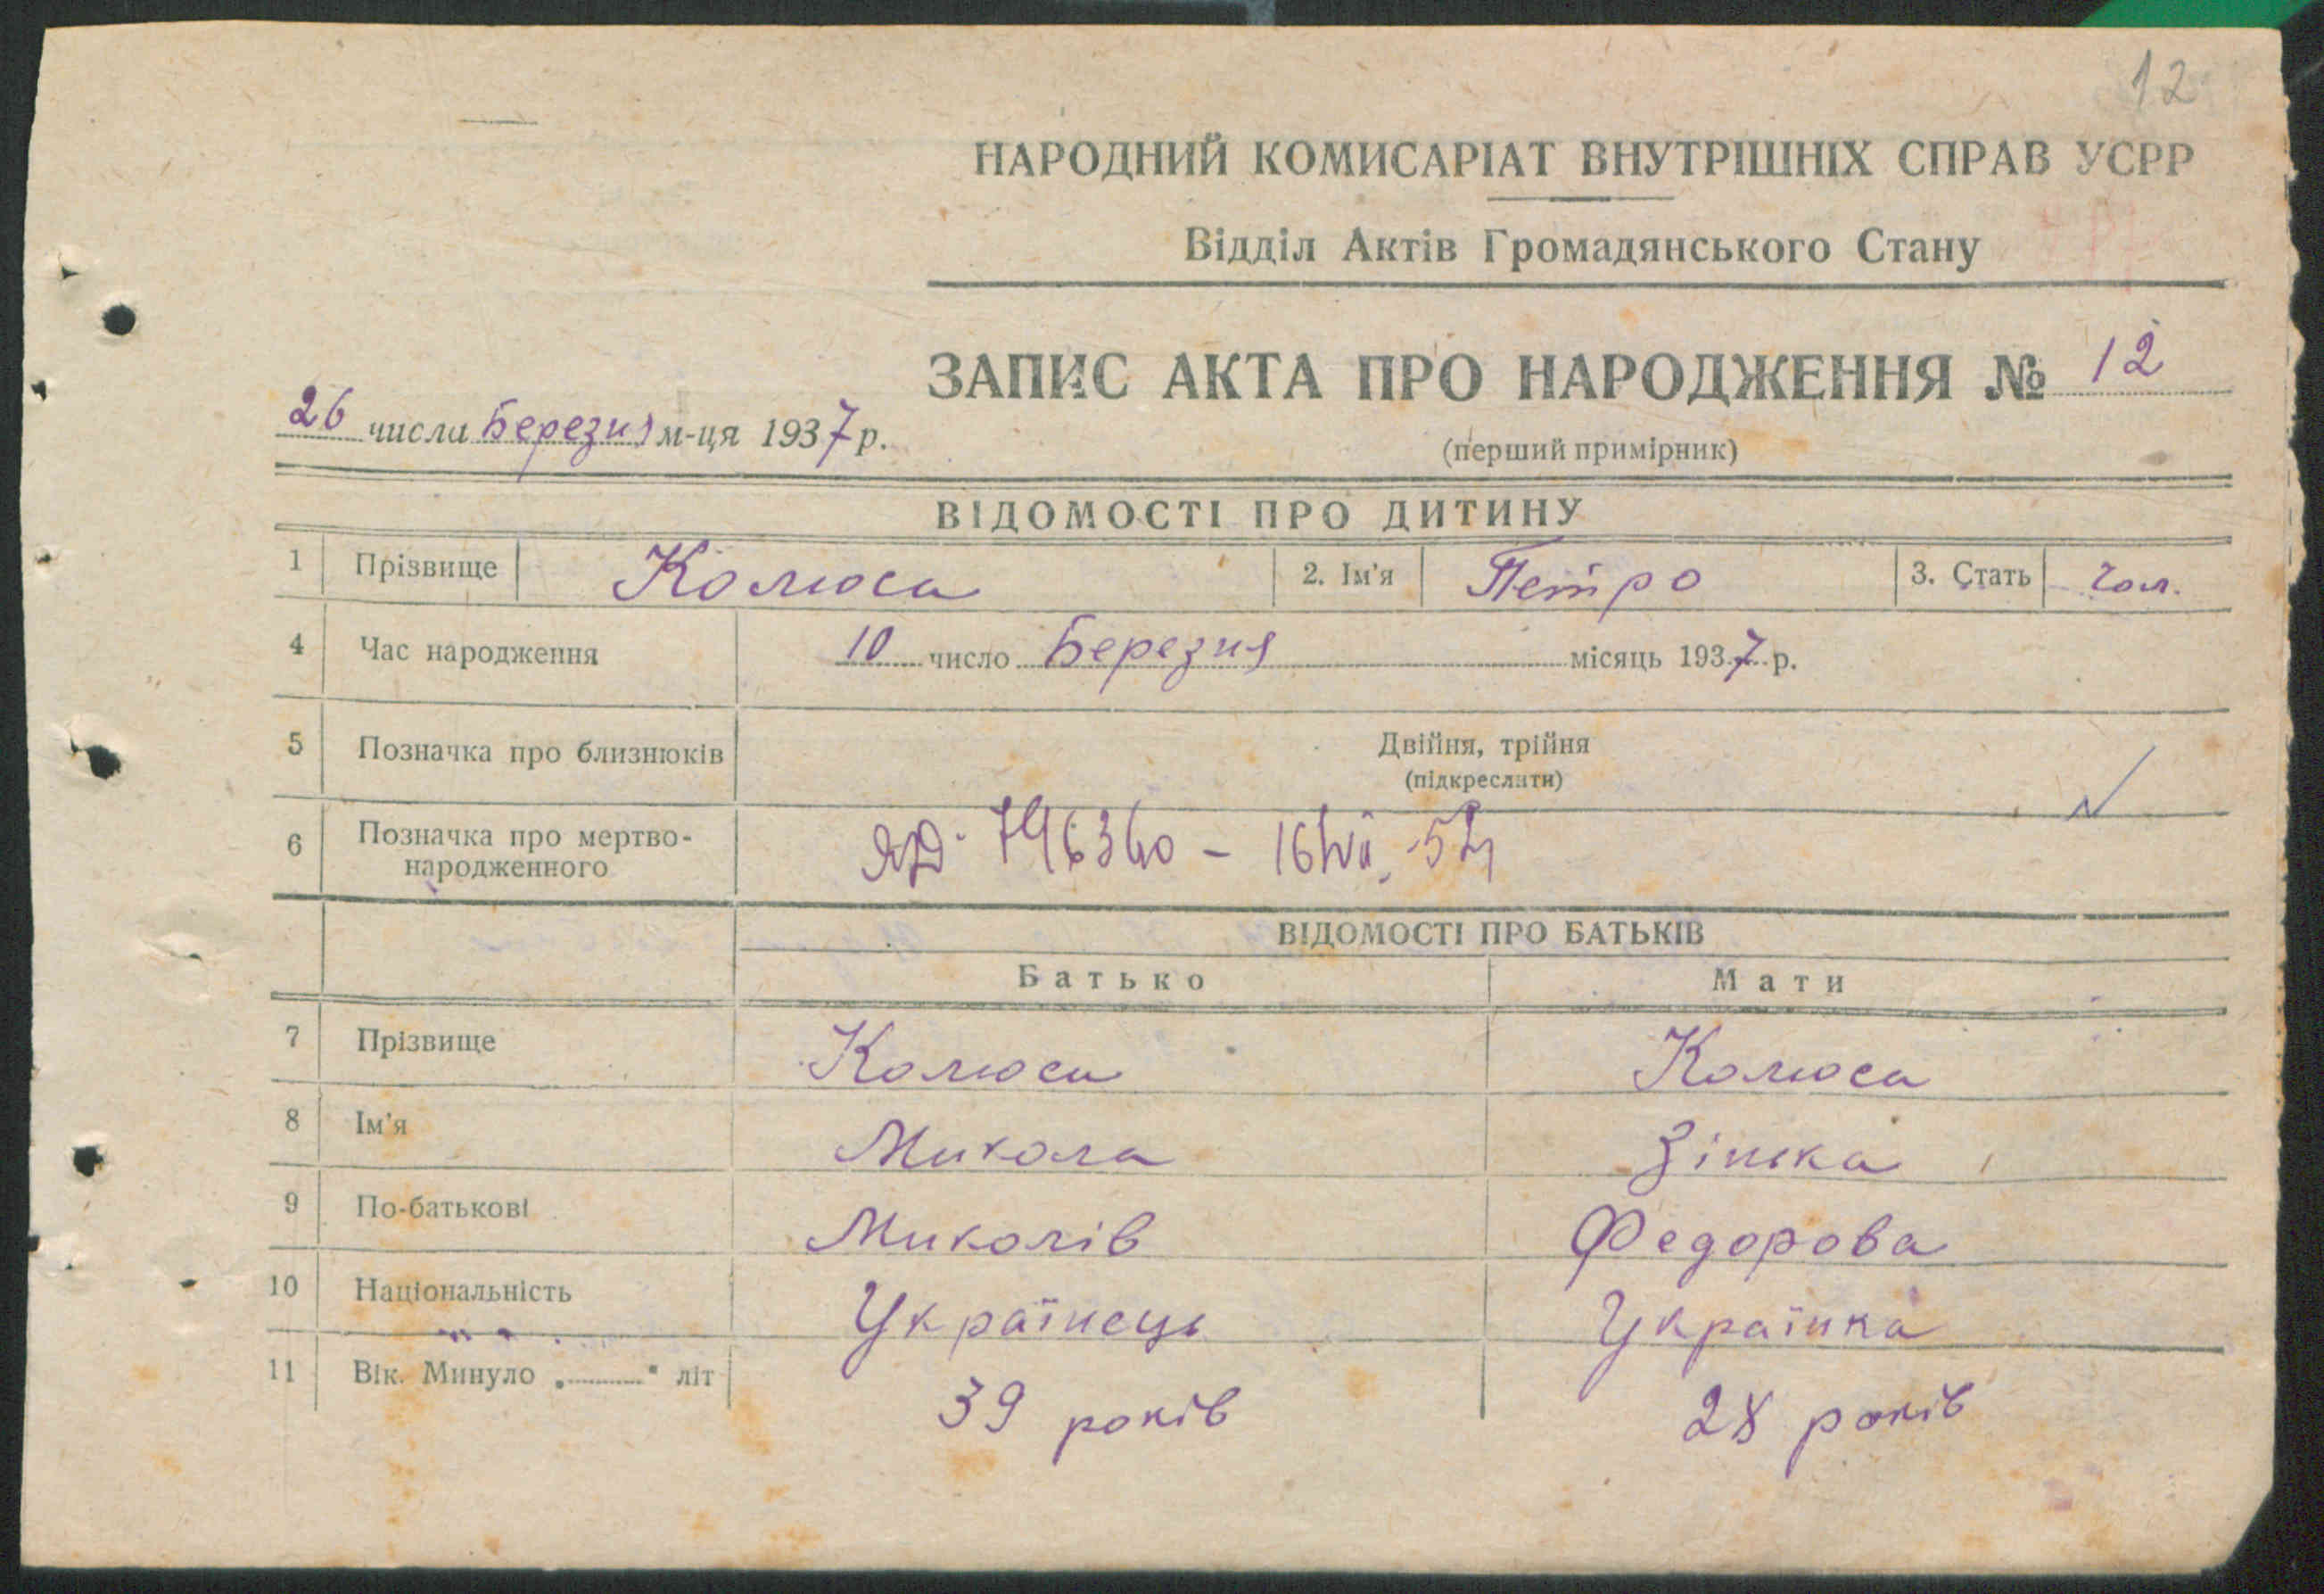 12
НАРОДНИЙ КОМИСАРІАТ ВНУТРІШНІХ СПРАВ УСРР
Відділ Актів Громадянського Стану
ЗАПИС АКТА ПРО НАРОДЖЕННЯ № 12
26 числа Березня м-ця 1937 р.
(перший примірник)
ВІДОМОСТІ ПРО ДИТИНУ
1 Прізвище Колюса 2. Ім'я Петро 3. Стать Чол.
4 Час народження 10 число Березня місяць 1937 р.
5 Позначка про близнюків Двійня, трійня
(підкреслити)
6 Позначка про мертво-
народженного
ВІДОМОСТІ ПРО БАТЬКІВ
Батько Мати
7 Прізвище Колюса Колюса
8 Ім'я Микола Зінька
9 По-батькові Миколів Федорова
10 Національність Українець Українка
11 Вік. Минуло „ " літ 39 років 28 років